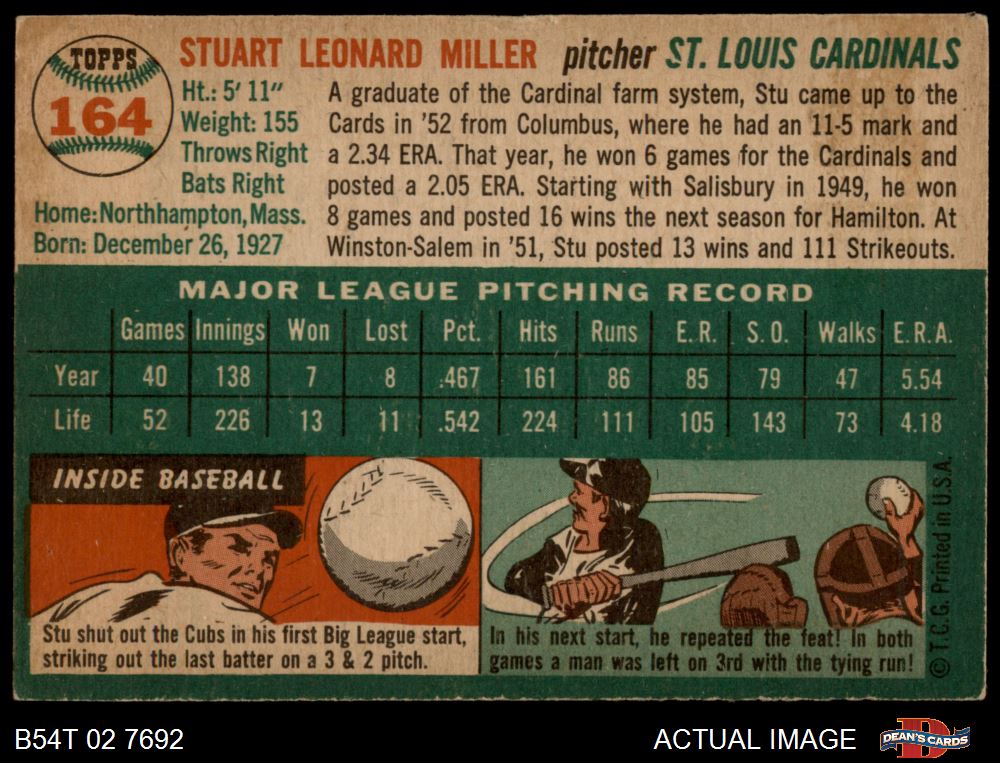 TOPPS
164
STUART LEONARD MILLER pitcher ST. LOUIS CARDINALS
Ht.: 5' 11"
Weight: 155
Throws Right
Bats Right
Home: Northhampton, Mass.
Born: December 26, 1927
A graduate of the Cardinal farm system, Stu came up to the
Cards in '52 from Columbus, where he had an 11-5 mark and
a 2.34 ERA. That year, he won 6 games for the Cardinals and
posted a 2.05 ERA. Starting with Salisbury in 1949, he won
8 games and posted 16 wins the next season for Hamilton. At
Winston-Salem in '51, Stu posted 13 wins and 111 Strikeouts.
MAJOR LEAGUE PITCHING RECORD
Games Innings Won Lost Pct. Hits Runs E.R. S.O. Walks E.R.A.
Year 40 138 7 8 .467 161 86 85 79 47 5.54
Life 52 226 13 11 .542 224 111 105 143 73 4.18
INSIDE BASEBALL
Stu shut out the Cubs in his first Big League start,
striking out the last batter on a 3 & 2 pitch.
In his next start, he repeated the feat! In both
games a man was left on 3rd with the tying run!
© T.C.G. Printed in U.S.A.
B54T 02 7692
ACTUAL IMAGE
DEAN'S CARDS